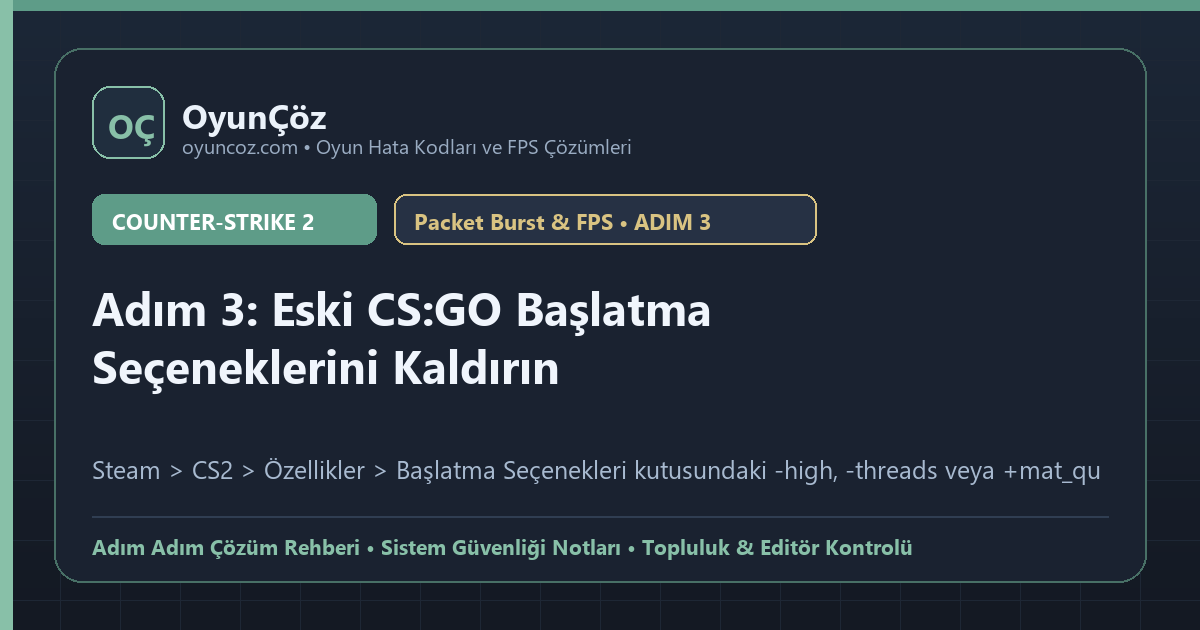 OÇ
OyunÇöz
oyuncoz.com • Oyun Hata Kodları ve FPS Çözümleri
COUNTER-STRIKE 2
Packet Burst & FPS • ADIM 3
Adım 3: Eski CS:GO Başlatma
Seçeneklerini Kaldırın
Steam > CS2 > Özellikler > Başlatma Seçenekleri kutusundaki -high, -threads veya +mat_qu
Adım Adım Çözüm Rehberi • Sistem Güvenliği Notları • Topluluk & Editör Kontrolü